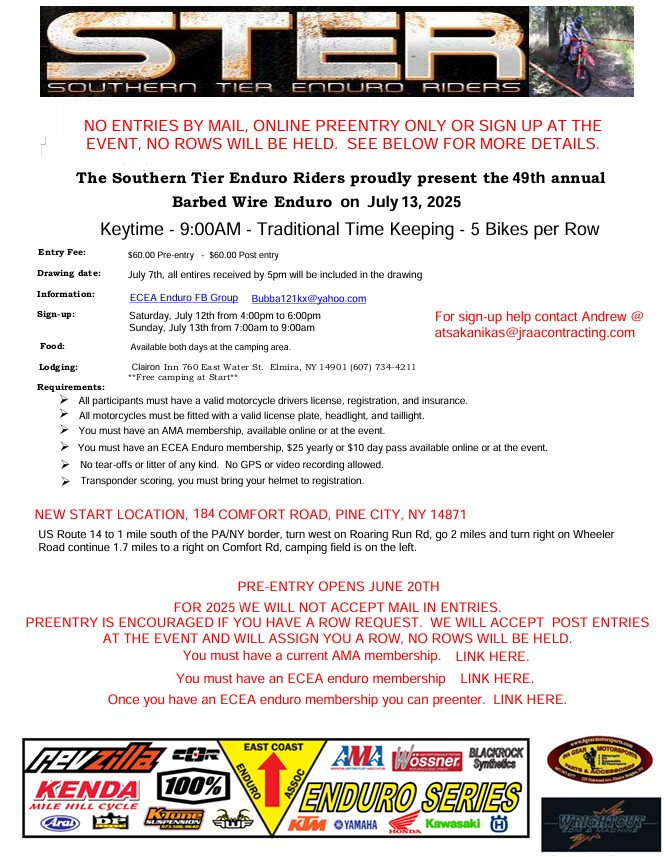 STER
SOUTHERN TIER ENDURO RIDERS
NO ENTRIES BY MAIL, ONLINE PREENTRY ONLY OR SIGN UP AT THE
EVENT, NO ROWS WILL BE HELD. SEE BELOW FOR MORE DETAILS.
The Southern Tier Enduro Riders proudly present the 49th annual
Barbed Wire Enduro on July 13, 2025
Keytime - 9:00AM - Traditional Time Keeping - 5 Bikes per Row
Entry Fee: $60.00 Pre-entry - $60.00 Post entry
Drawing date: July 7th, all entires received by 5pm will be included in the drawing
Information: ECEA Enduro FB Group Bubba121kx@yahoo.com
Sign-up: Saturday, July 12th from 4:00pm to 6:00pm
Sunday, July 13th from 7:00am to 9:00am
For sign-up help contact Andrew @
atsakanikas@jraacontracting.com
Food: Available both days at the camping area.
Lodging: Clairon Inn 760 East Water St. Elmira, NY 14901 (607) 734-4211
**Free camping at Start**
Requirements:
All participants must have a valid motorcycle drivers license, registration, and insurance.
All motorcycles must be fitted with a valid license plate, headlight, and taillight.
You must have an AMA membership, available online or at the event.
You must have an ECEA Enduro membership, $25 yearly or $10 day pass available online or at the event.
No tear-offs or litter of any kind. No GPS or video recording allowed.
Transponder scoring, you must bring your helmet to registration.
NEW START LOCATION, 184 COMFORT ROAD, PINE CITY, NY 14871
US Route 14 to 1 mile south of the PA/NY border, turn west on Roaring Run Rd, go 2 miles and turn right on Wheeler
Road continue 1.7 miles to a right on Comfort Rd, camping field is on the left.
PRE-ENTRY OPENS JUNE 20TH
FOR 2025 WE WILL NOT ACCEPT MAIL IN ENTRIES.
PREENTRY IS ENCOURAGED IF YOU HAVE A ROW REQUEST. WE WILL ACCEPT POST ENTRIES
AT THE EVENT AND WILL ASSIGN YOU A ROW, NO ROWS WILL BE HELD.
You must have a current AMA membership. LINK HERE.
You must have an ECEA enduro membership LINK HERE.
Once you have an ECEA enduro membership you can preenter. LINK HERE.
revzilla
KENDA
MILE HILL CYCLE
Arai
100%
K-tune
SUSPENSION
EAST COAST
ENDURO
ASSOC
AMA
Wössner
BLACKROCK
Synthetics
ENDURO SERIES
KTM
YAMAHA
HONDA
Kawasaki
H
GEAR MOTORSPORTS
PARTS & ACCESSORIES
WRIGHTCUT
EDM & MACHINE